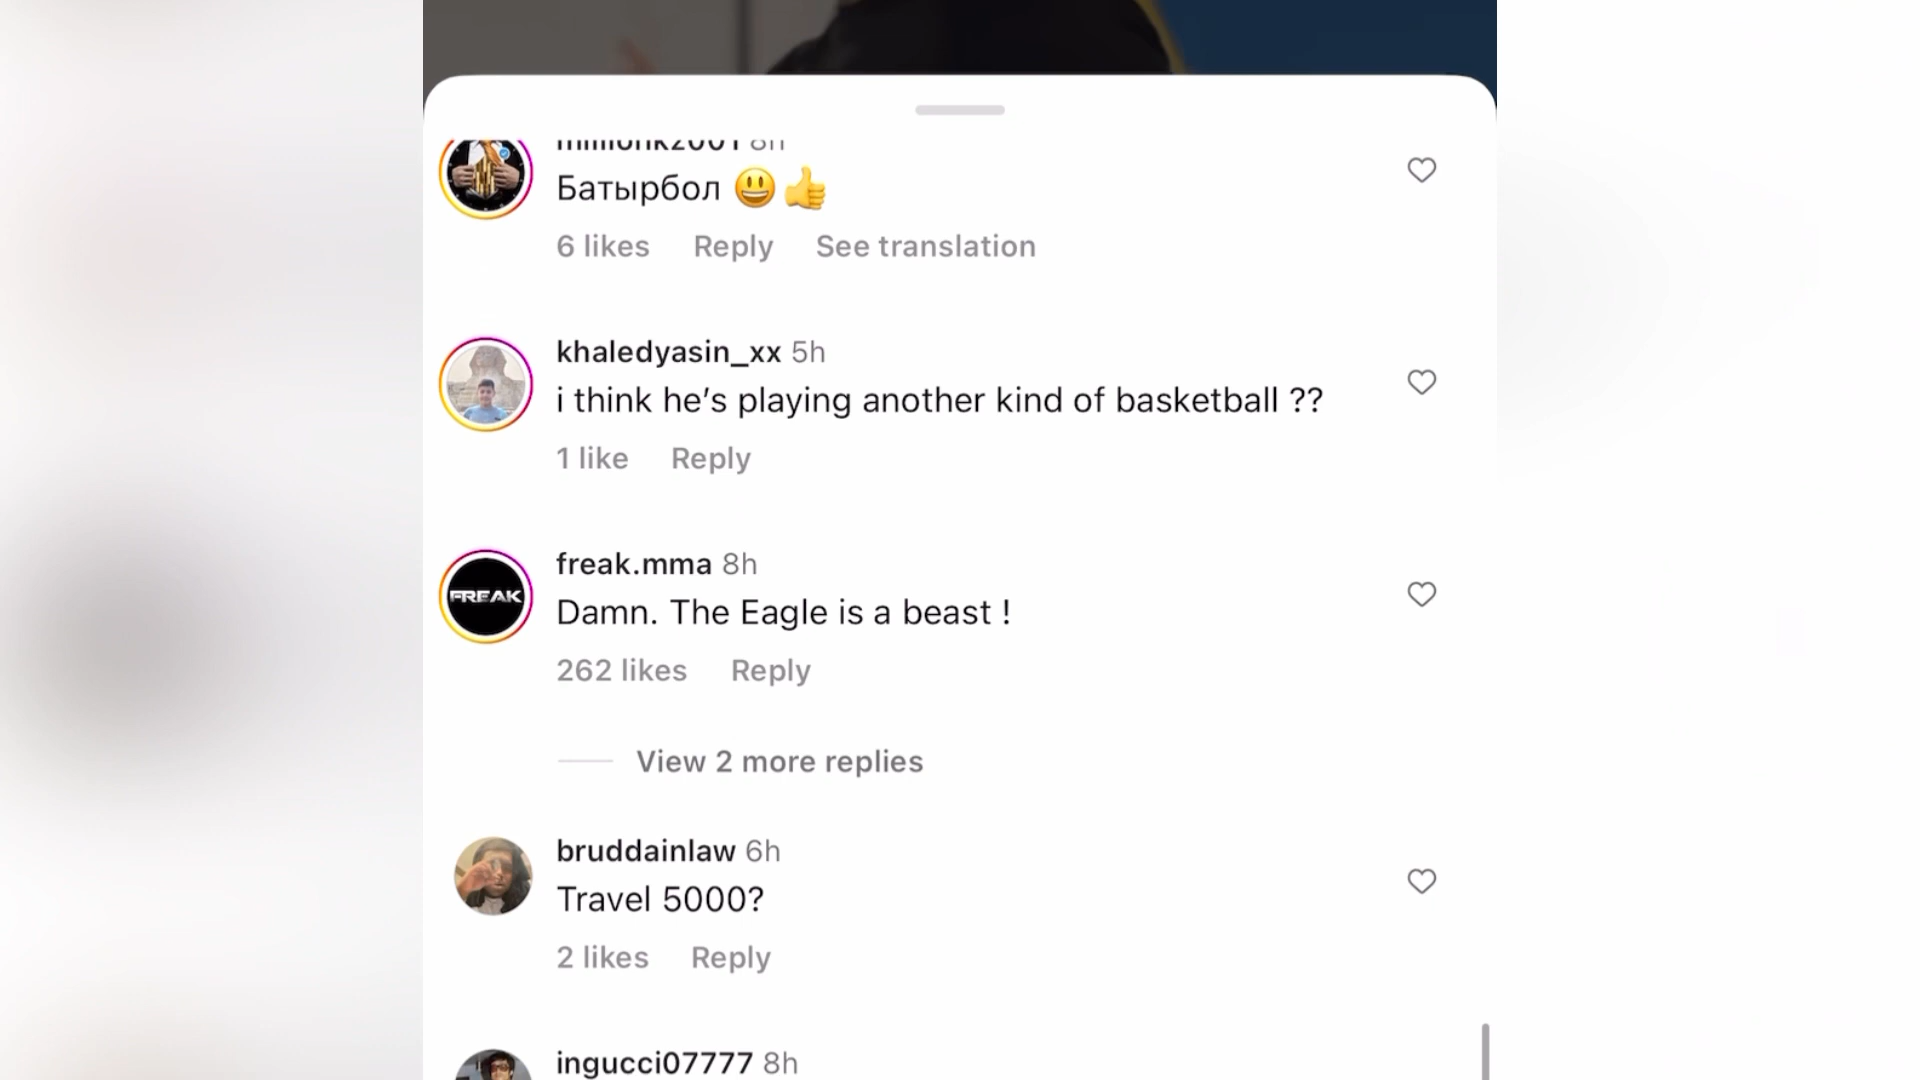 8h
Батырбол 😃👍
6 likes Reply See translation
khaledyasin_xx 5h
i think he’s playing another kind of basketball ??
1 like Reply
FREAK
freak.mma 8h
Damn. The Eagle is a beast !
262 likes Reply
View 2 more replies
bruddainlaw 6h
Travel 5000?
2 likes Reply
ingucci07777 8h